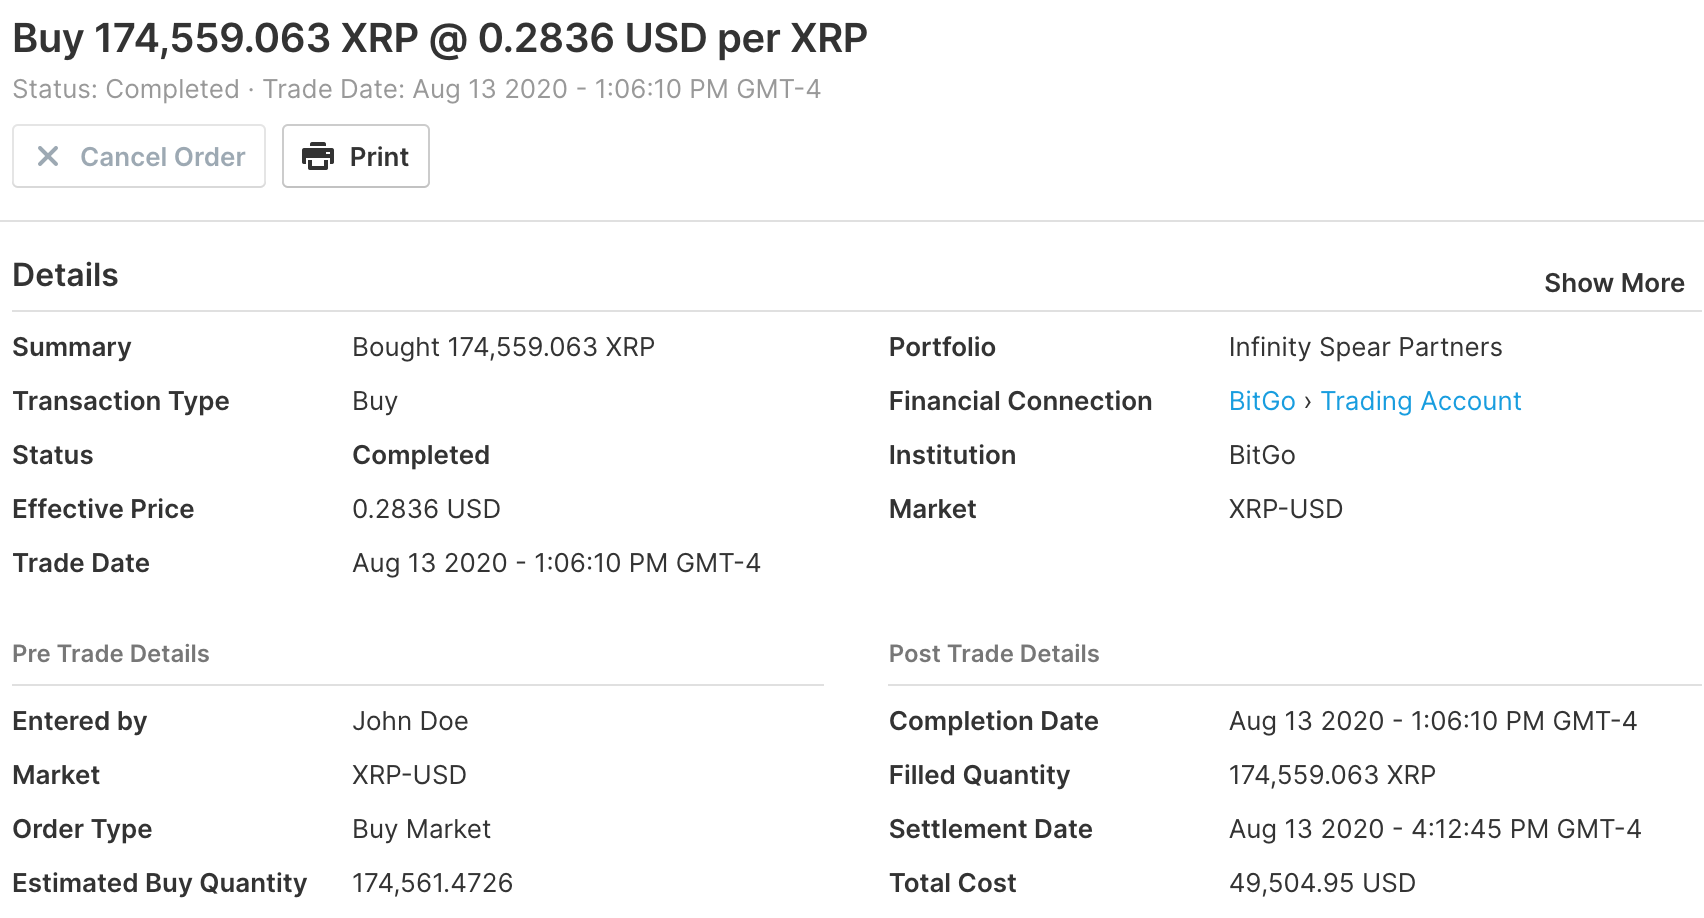 Buy 174,559.063 XRP @ 0.2836 USD per XRP
Status: Completed · Trade Date: Aug 13 2020 - 1:06:10 PM GMT-4
Cancel Order Print
Details Show More
Summary Bought 174,559.063 XRP
Transaction Type Buy
Status Completed
Effective Price 0.2836 USD
Trade Date Aug 13 2020 - 1:06:10 PM GMT-4
Portfolio Infinity Spear Partners
Financial Connection BitGo › Trading Account
Institution BitGo
Market XRP-USD
Pre Trade Details
Entered by John Doe
Market XRP-USD
Order Type Buy Market
Estimated Buy Quantity 174,561.4726
Post Trade Details
Completion Date Aug 13 2020 - 1:06:10 PM GMT-4
Filled Quantity 174,559.063 XRP
Settlement Date Aug 13 2020 - 4:12:45 PM GMT-4
Total Cost 49,504.95 USD